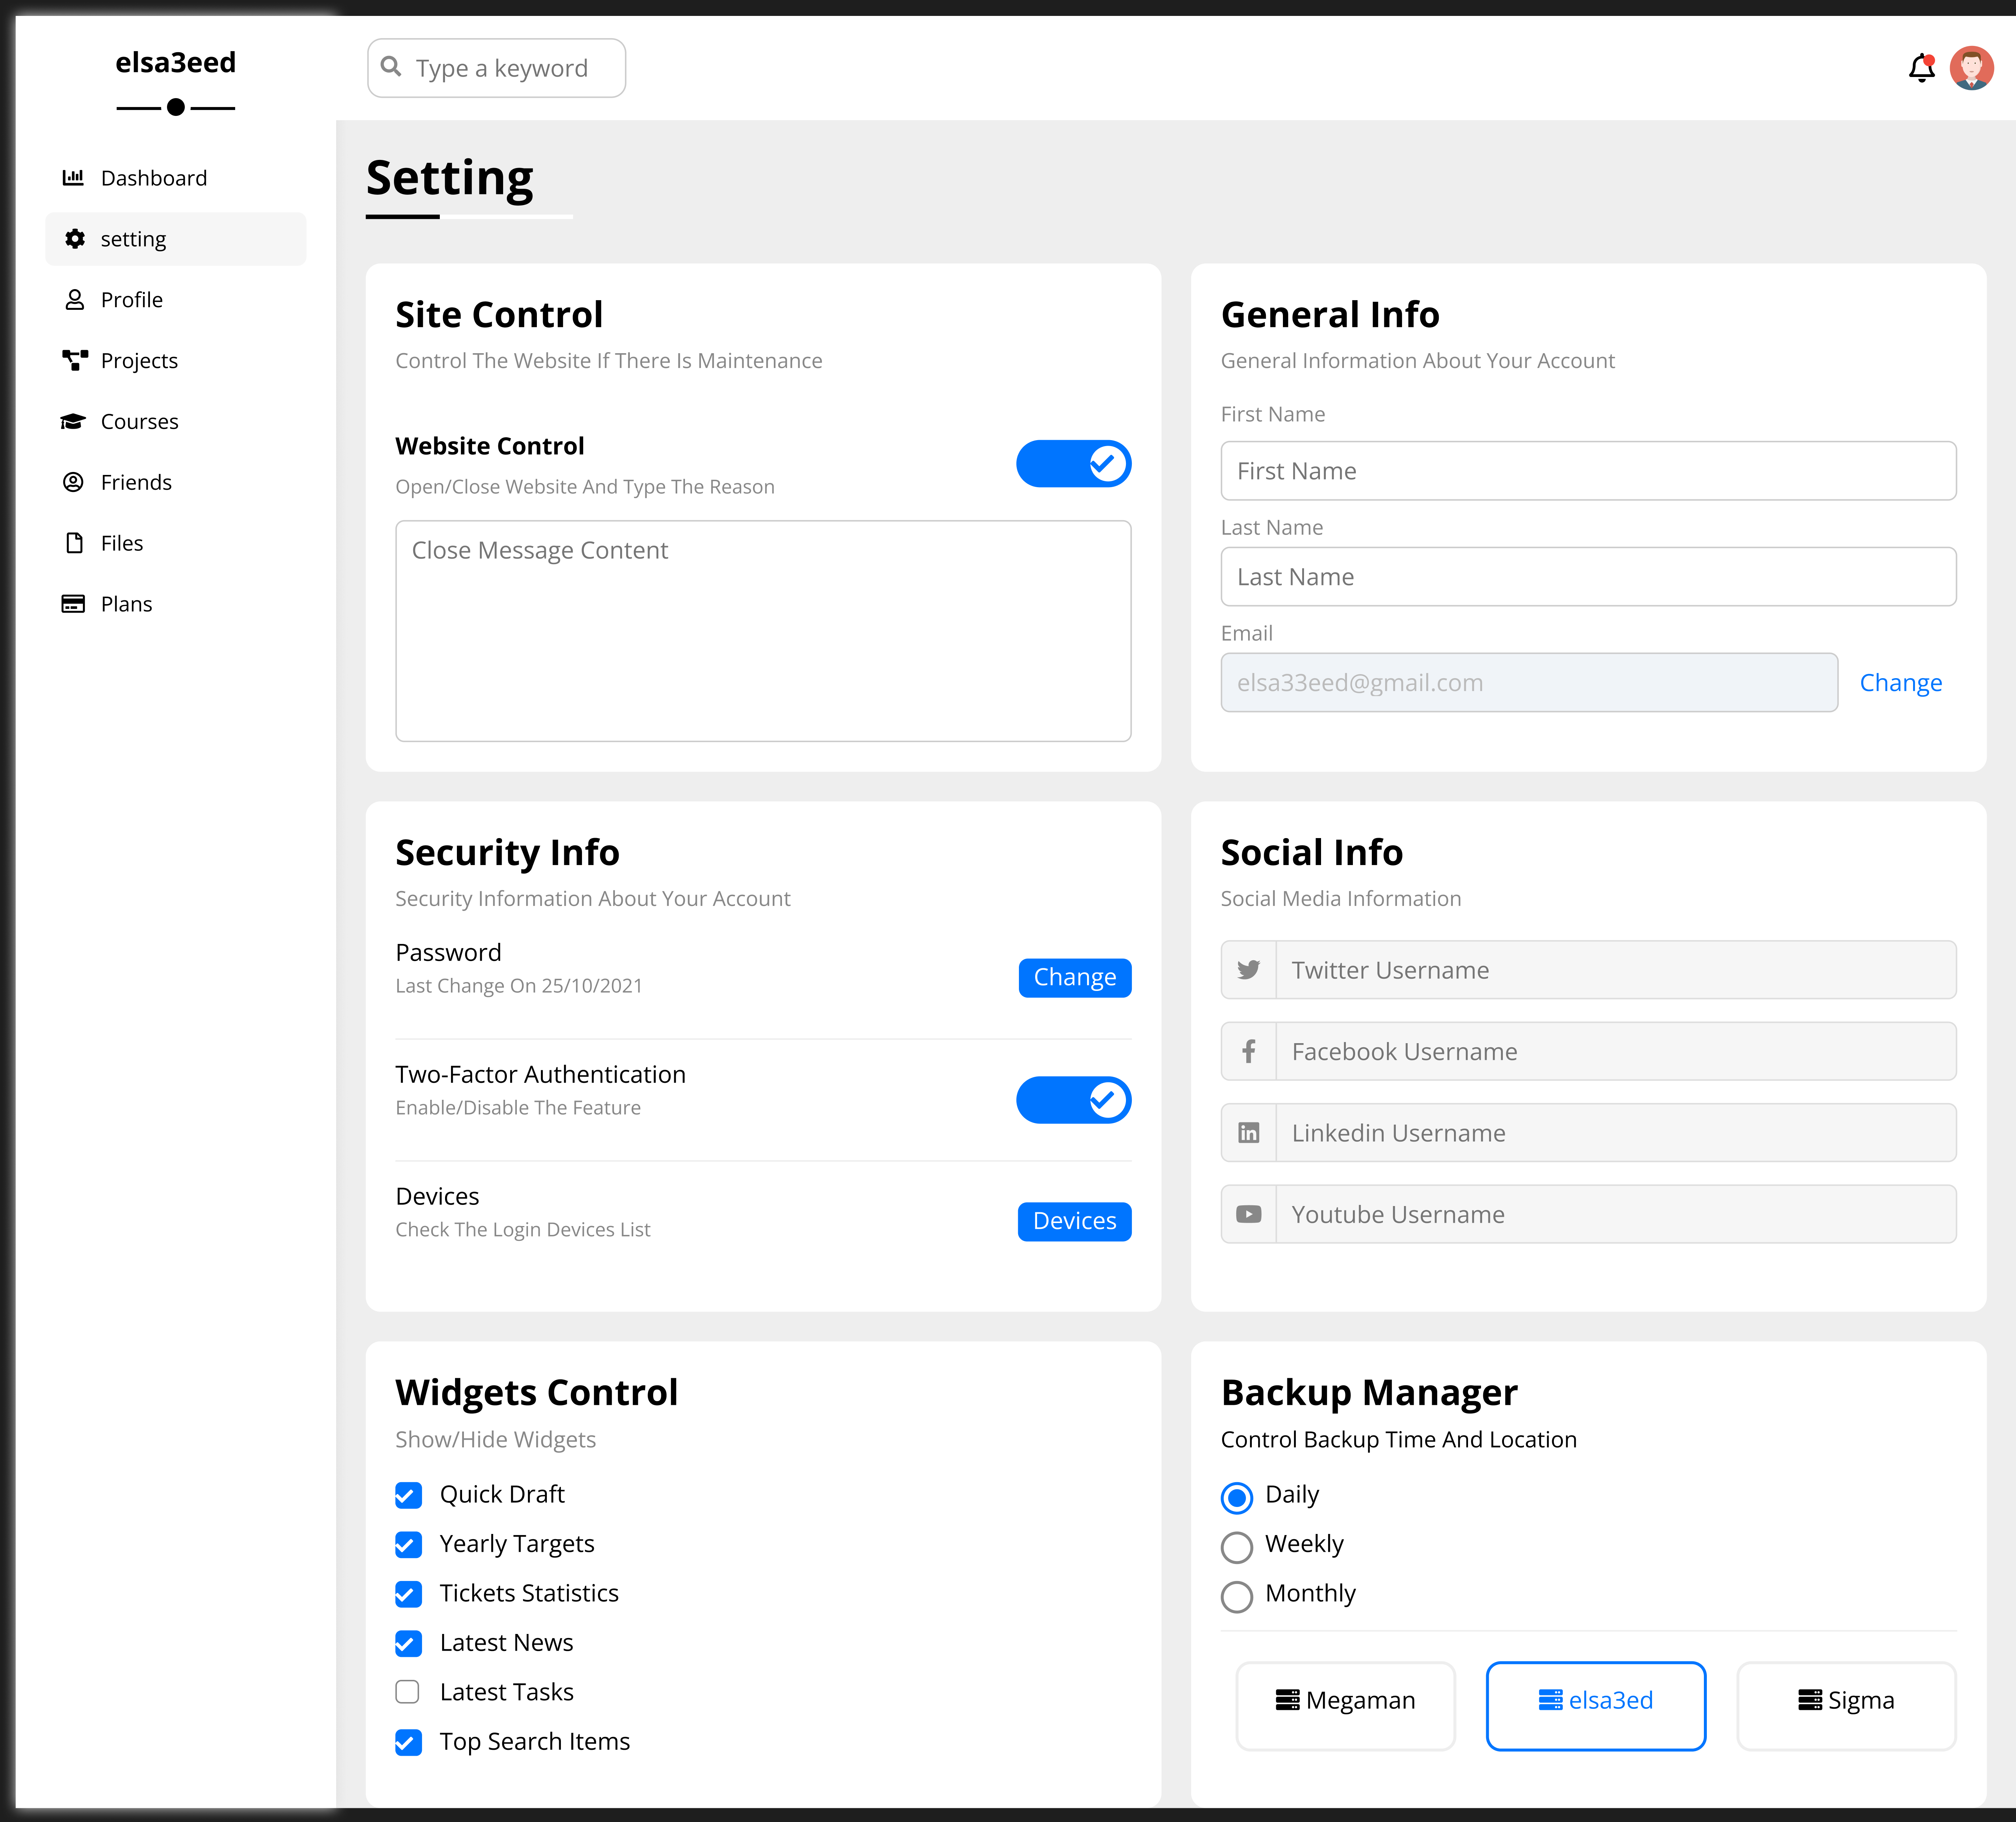 elsa3eed
Dashboard
setting
Profile
Projects
Courses
Friends
Files
Plans
Type a keyword
Setting
Site Control
Control The Website If There Is Maintenance
Website Control
Open/Close Website And Type The Reason
Close Message Content
General Info
General Information About Your Account
First Name
First Name
Last Name
Last Name
Email
elsa33eed@gmail.com Change
Security Info
Security Information About Your Account
Password
Last Change On 25/10/2021
Change
Two-Factor Authentication
Enable/Disable The Feature
Devices
Check The Login Devices List
Devices
Social Info
Social Media Information
Twitter Username
Facebook Username
Linkedin Username
Youtube Username
Widgets Control
Show/Hide Widgets
Quick Draft
Yearly Targets
Tickets Statistics
Latest News
Latest Tasks
Top Search Items
Backup Manager
Control Backup Time And Location
Daily
Weekly
Monthly
Megaman elsa3ed Sigma